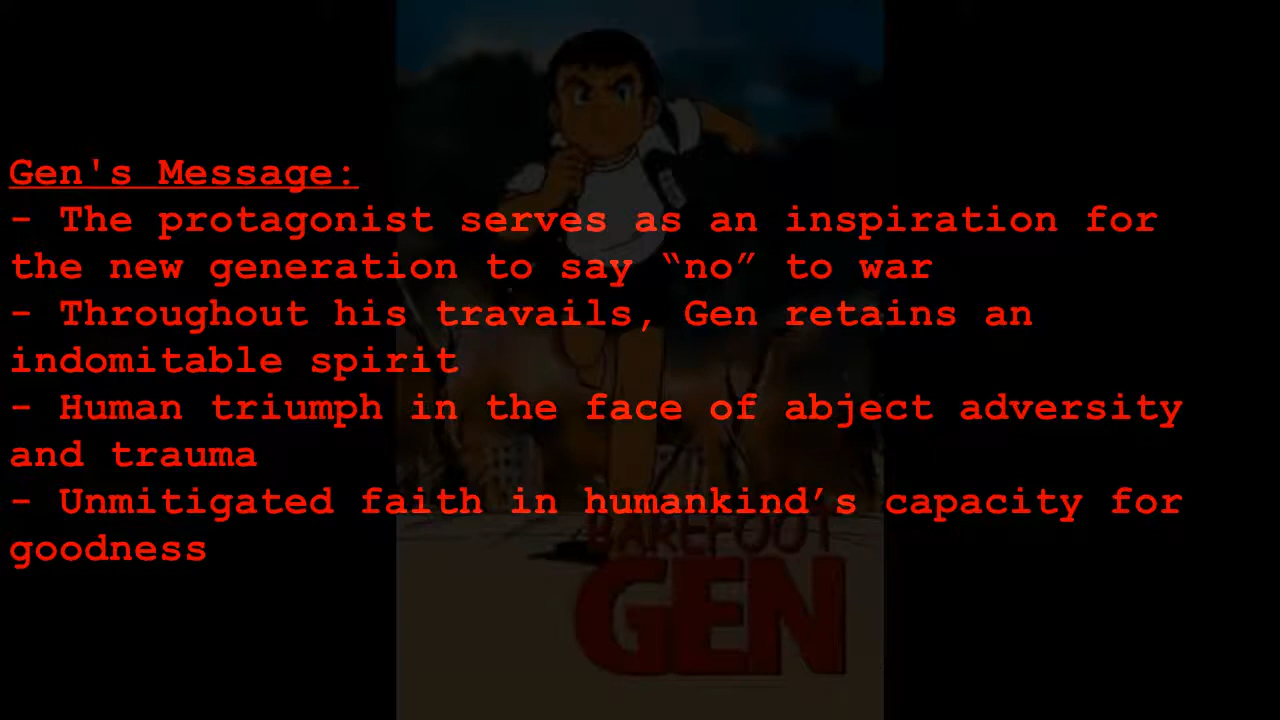 Gen's Message:
- The protagonist serves as an inspiration for
the new generation to say “no” to war
- Throughout his travails, Gen retains an
indomitable spirit
- Human triumph in the face of abject adversity
and trauma
- Unmitigated faith in humankind’s capacity for
goodness
BAREFOOT
GEN